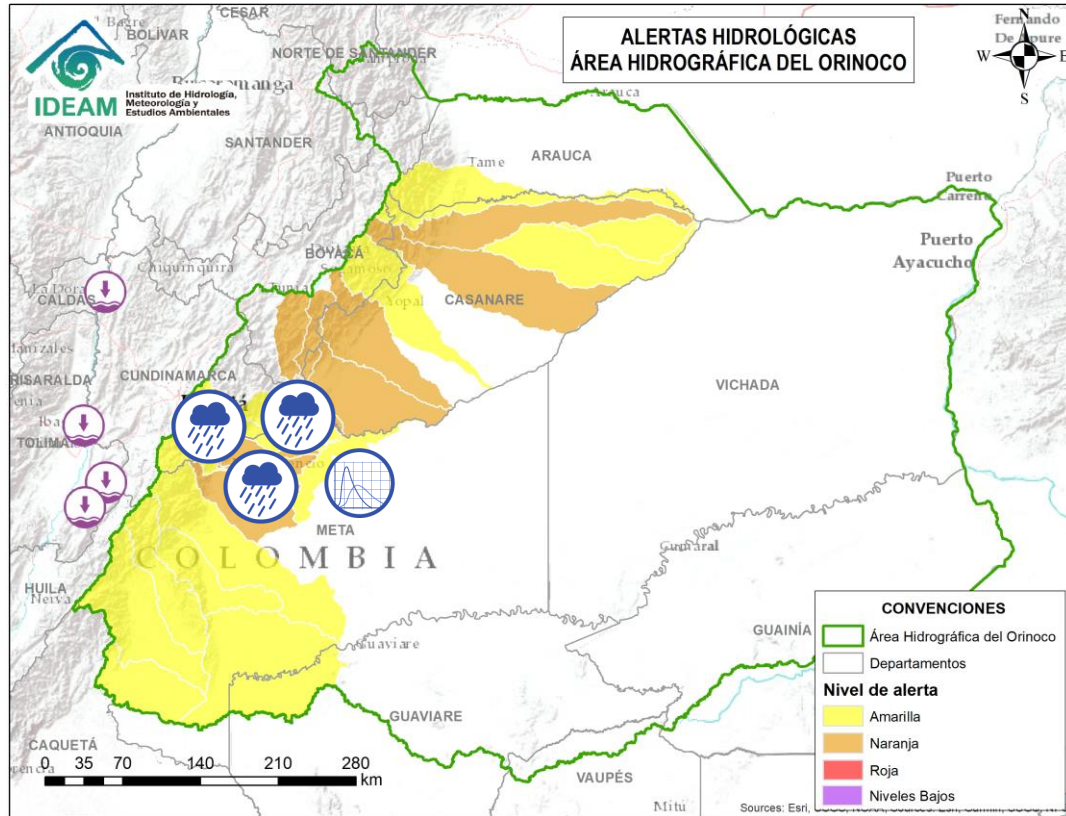 ALERTAS HIDROLÓGICAS
ÁREA HIDROGRÁFICA DEL ORINOCO
N
W
E
S
IDEAM
Instituto de Hidrología,
Meteorología y
Estudios Ambientales
CESAR
BOLÍVAR
NORTE DE SANTANDER
ANTIOQUIA
SANTANDER
Arauca
ARAUCA
Tame
Puerto
Carreño
Puerto
Ayacucho
BOYACÁ
Chiquinquirá
CALDAS
Tunja
Yopal
CASANARE
CUNDINAMARCA
RISARALDA
VICHADA
TOLIMA
META
COLOMBIA
HUILA
Neiva
GUAINÍA
GUAVIARE
CAQUETÁ
VAUPÉS
Mitú
0 35 70 140 210 280
km
CONVENCIONES
Área Hidrográfica del Orinoco
Departamentos
Nivel de alerta
Amarilla
Naranja
Roja
Niveles Bajos
Sources: Esri,